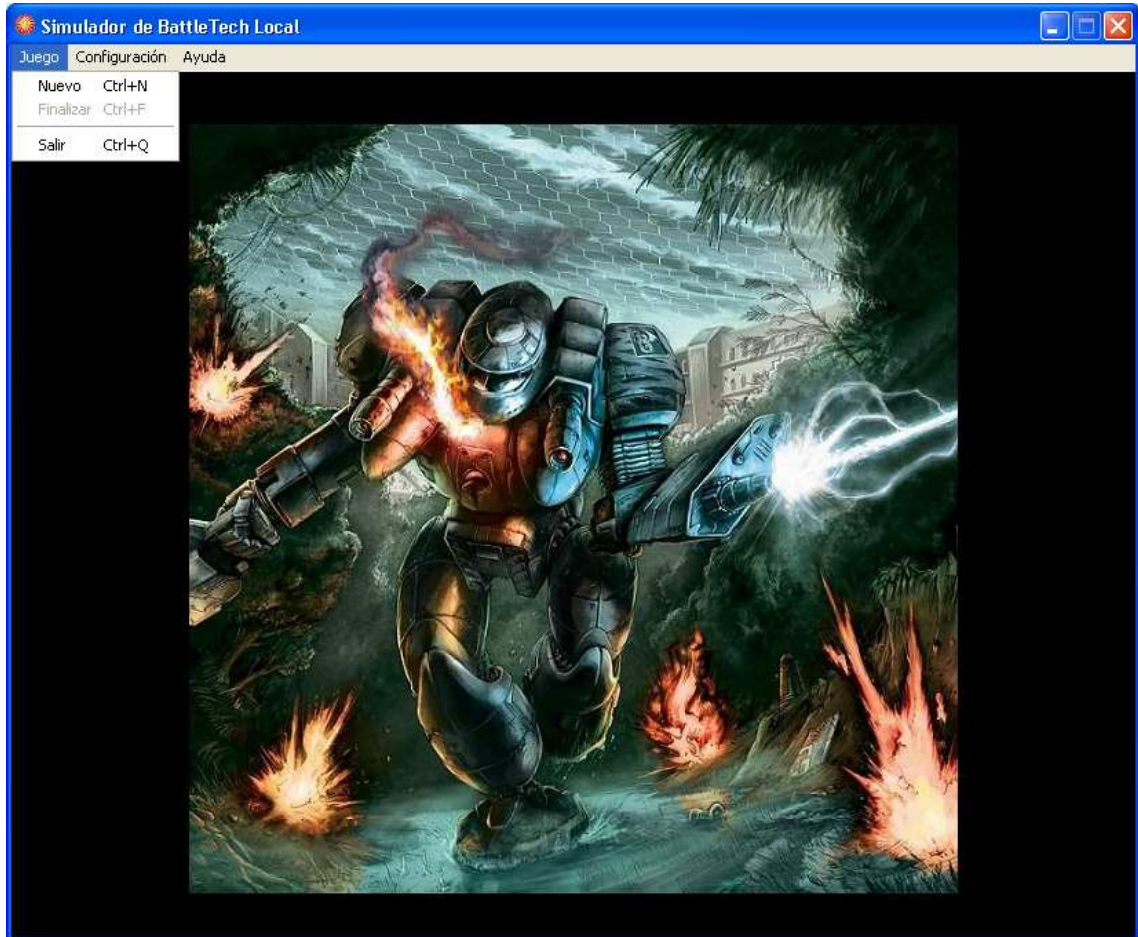 Simulador de BattleTech Local
Juego Configuración Ayuda
Nuevo Ctrl+N
Finalizar Ctrl+F
Salir Ctrl+Q